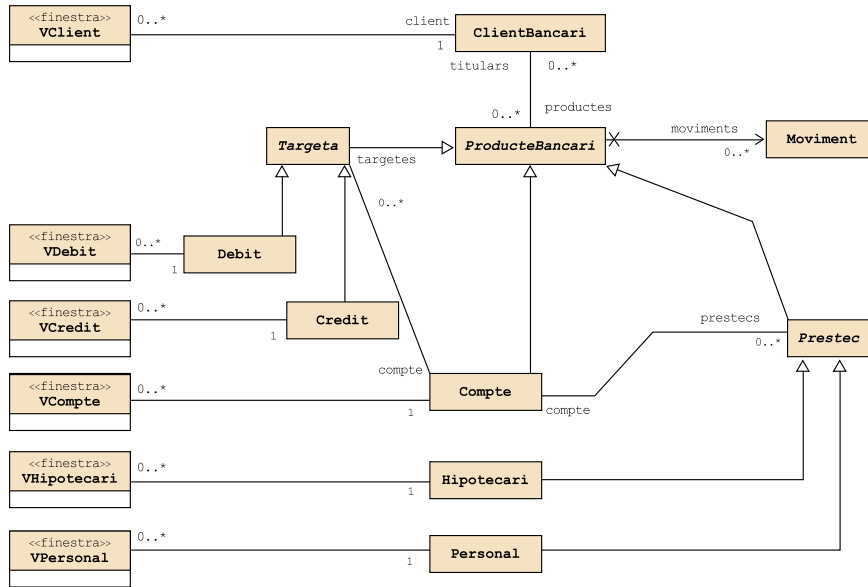 <<finestra>>
VClient
0..*
client
1
ClientBancari
titulars
0..*
0..*
productes
Targeta
targetes
ProducteBancari
moviments
0..*
Moviment
0..*
<<finestra>>
VDebit
0..*
1
Debit
<<finestra>>
VCredit
0..*
1
Credit
prestecs
0..*
Prestec
<<finestra>>
VCompte
0..*
compte
1
Compte
compte
<<finestra>>
VHipotecari
0..*
1
Hipotecari
<<finestra>>
VPersonal
0..*
1
Personal